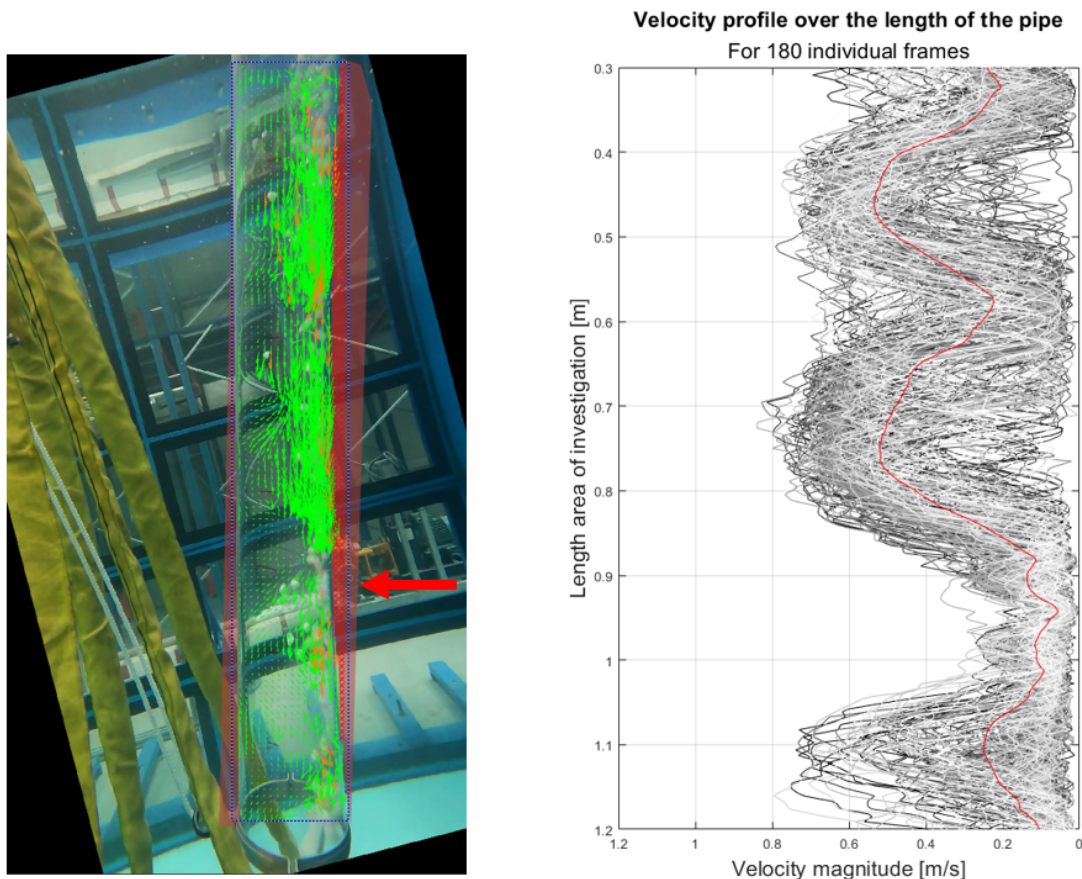 Velocity profile over the length of the pipe
For 180 individual frames
Length area of investigation [m]
0.3
0.4
0.5
0.6
0.7
0.8
0.9
1
1.1
1.2
1.2 1 0.8 0.6 0.4 0.2 0
Velocity magnitude [m/s]